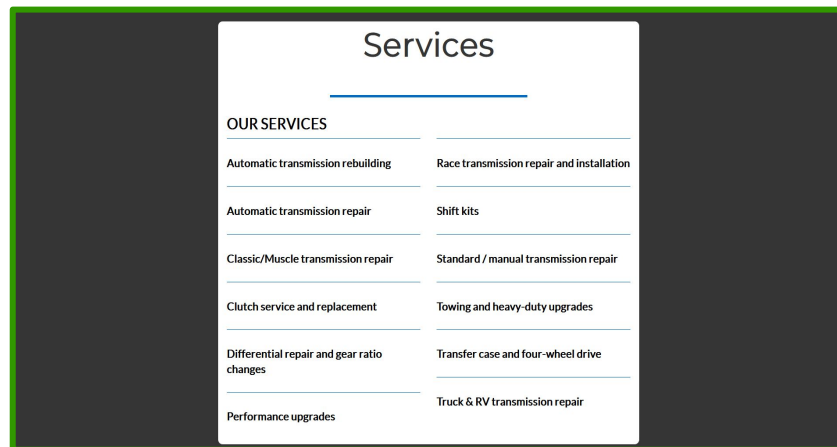 Services
OUR SERVICES
Automatic transmission rebuilding
Automatic transmission repair
Classic/Muscle transmission repair
Clutch service and replacement
Differential repair and gear ratio
changes
Performance upgrades
Race transmission repair and installation
Shift kits
Standard / manual transmission repair
Towing and heavy-duty upgrades
Transfer case and four-wheel drive
Truck & RV transmission repair